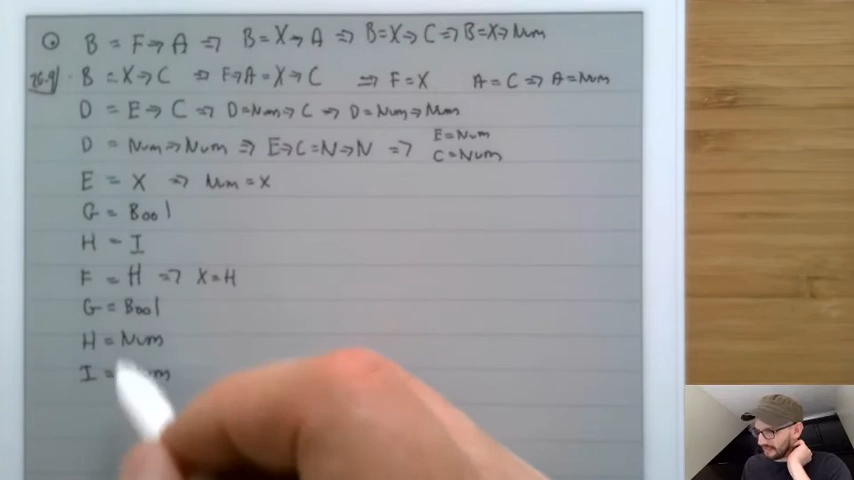 ⊙ B = F → A ⇒ B = X → A ⇒ B = X → C ⇒ B = X → Num
B = X → C ⇒ F → A = X → C ⇒ F = X A = C ⇒ A = Num
D = E → C ⇒ D = Num → C ⇒ D = Num → Num
D = Num → Num ⇒ E → C = N → N ⇒ E = Num
C = Num
E = X ⇒ Num = X
G = Bool
H = I
F = H ⇒ X = H
G = Bool
H = Num
I =